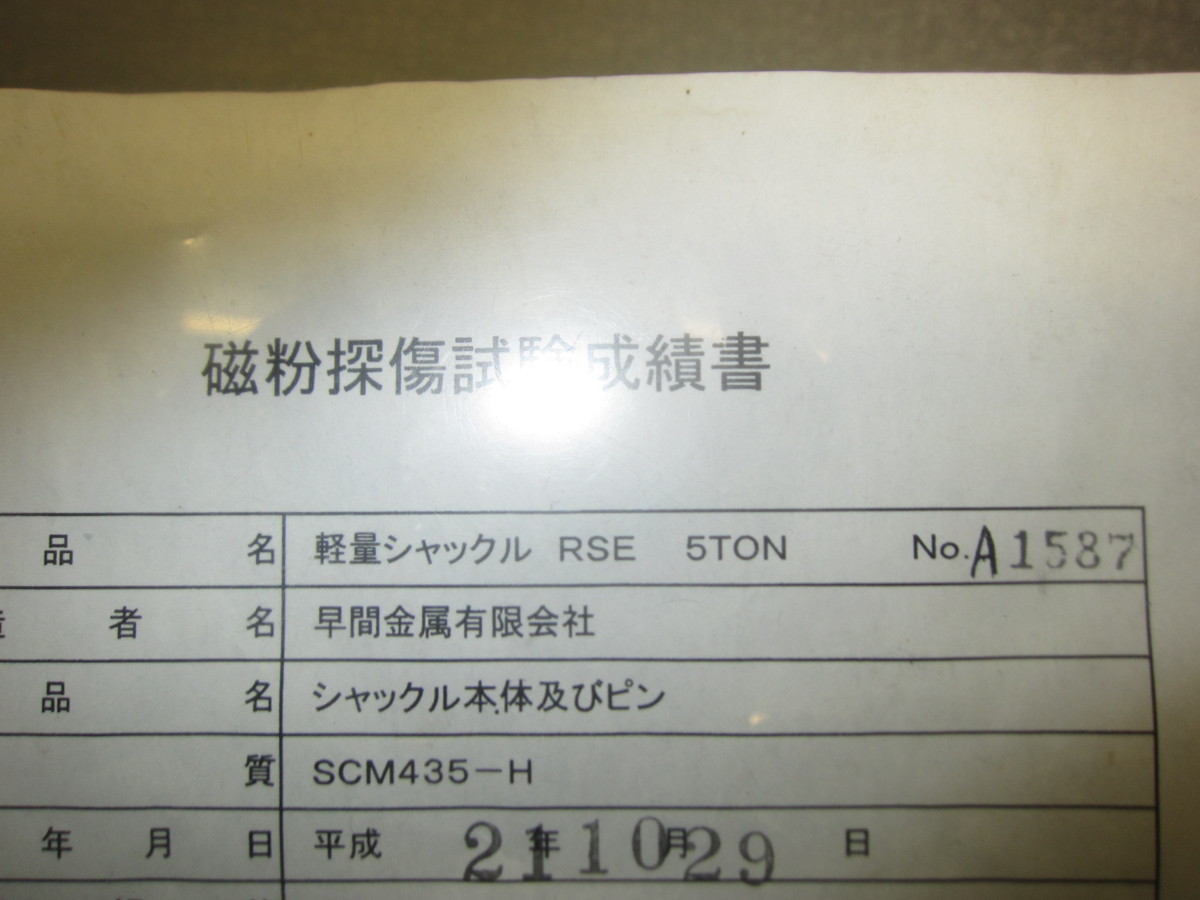 磁粉探傷試験成績書
品 名 軽量シャックル RSE 5TON No.A1587
者 名 早間金属有限会社
品 名 シャックル本体及びピン
質 SCM435-H
年 月 日 平成 21年 10月 29日